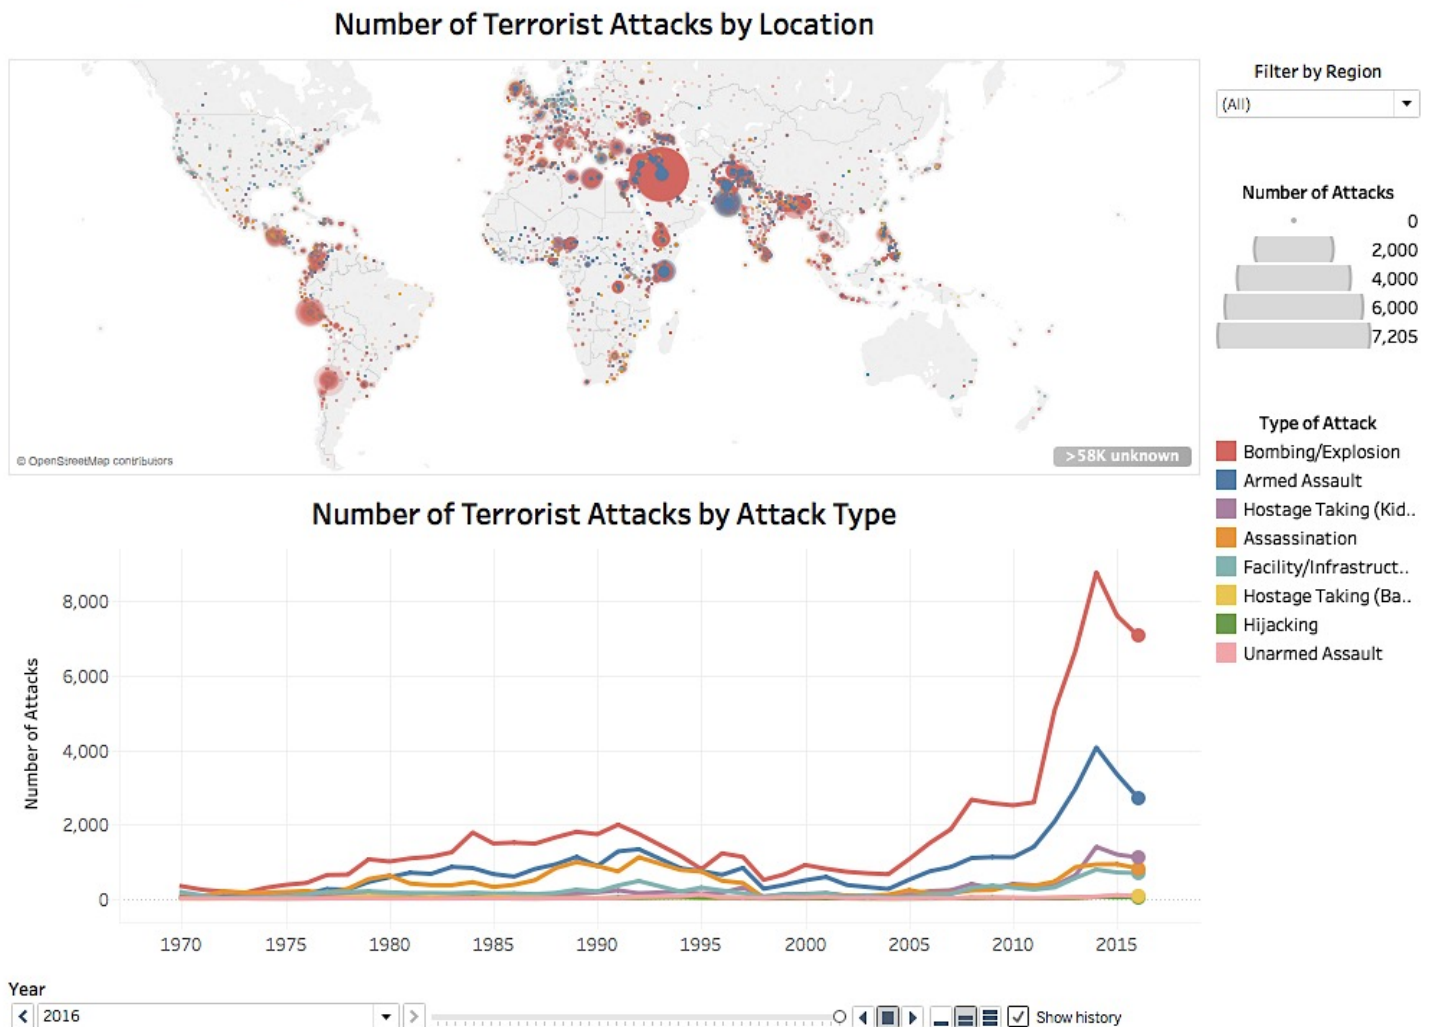 Number of Terrorist Attacks by Location
© OpenStreetMap contributors
>58K unknown
Filter by Region
(All)
Number of Attacks
0
2,000
4,000
6,000
7,205
Type of Attack
Bombing/Explosion
Armed Assault
Hostage Taking (Kid..
Assassination
Facility/Infrastruct..
Hostage Taking (Ba..
Hijacking
Unarmed Assault
Number of Terrorist Attacks by Attack Type
Number of Attacks
8,000
6,000
4,000
2,000
0
1970 1975 1980 1985 1990 1995 2000 2005 2010 2015
Year
2016
Show history